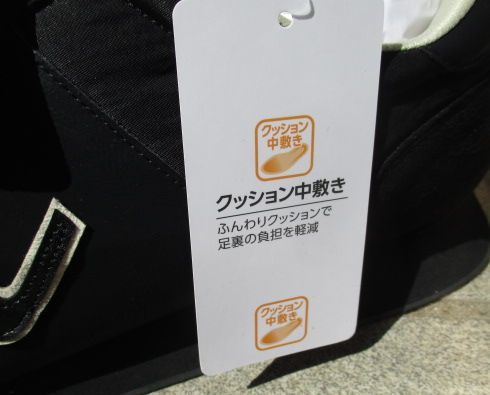 クッション
中敷き
クッション中敷き
ふんわりクッションで
足裏の負担を軽減
クッション
中敷き